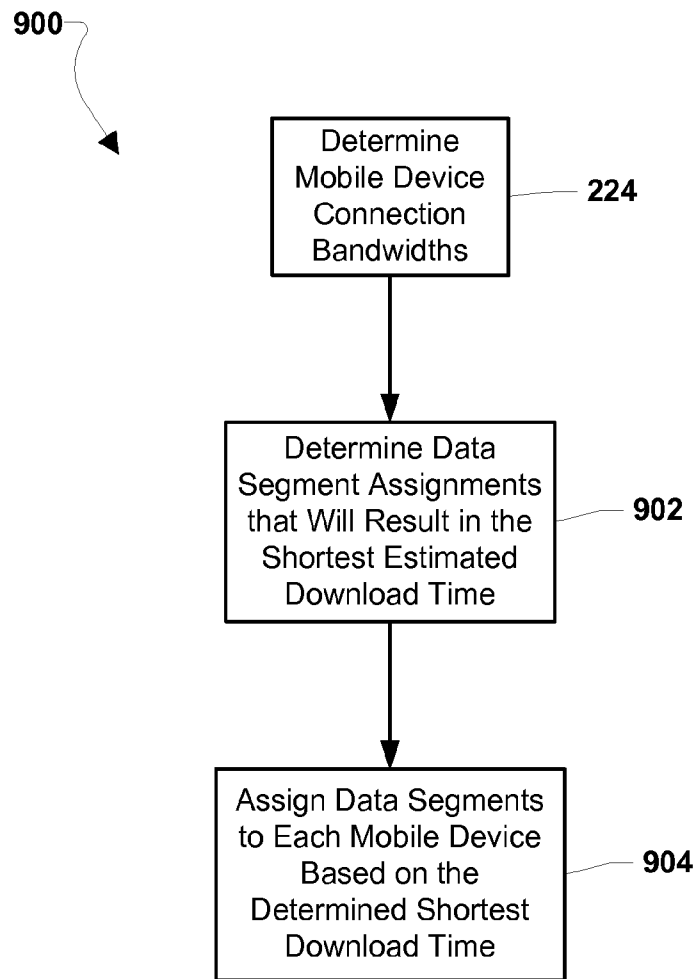 900
Determine
Mobile Device
Connection
Bandwidths
224
Determine Data
Segment Assignments
that Will Result in the
Shortest Estimated
Download Time
902
Assign Data Segments
to Each Mobile Device
Based on the
Determined Shortest
Download Time
904